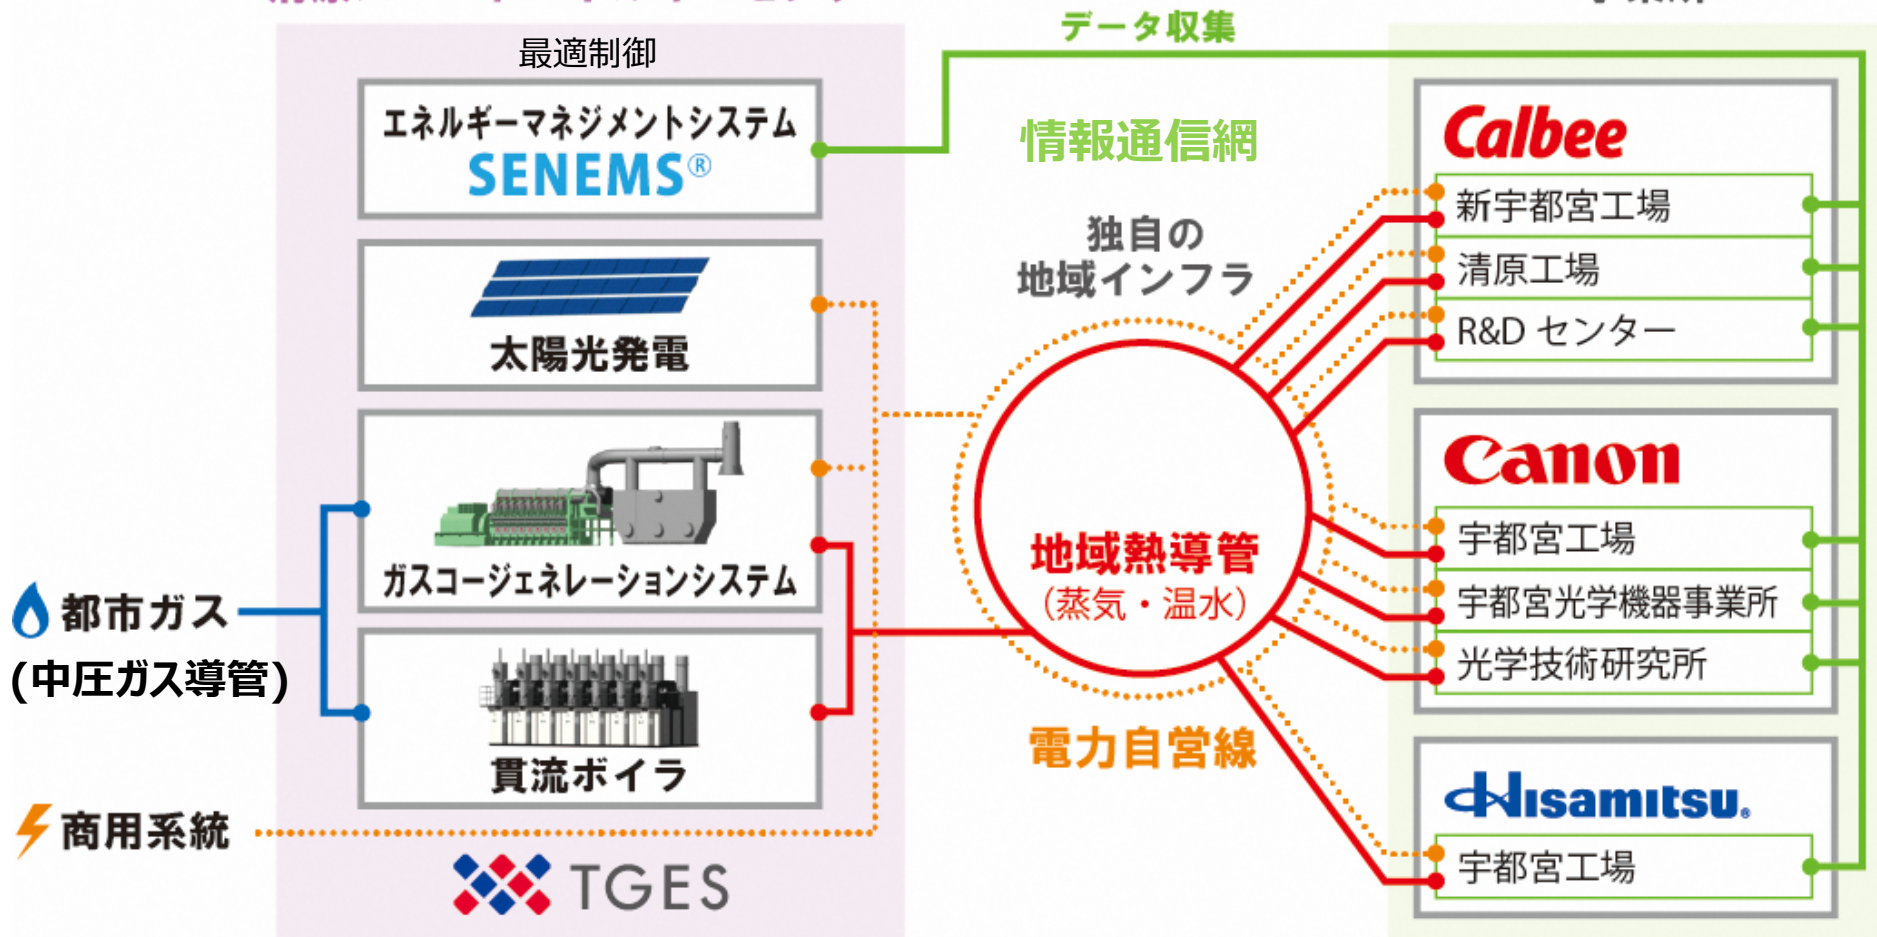 データ収集
最適制御
エネルギーマネジメントシステム
SENEMS®
情報通信網
独自の
地域インフラ
太陽光発電
ガスコージェネレーションシステム
都市ガス
(中圧ガス導管)
貫流ボイラ
商用系統
TGES
地域熱導管
（蒸気・温水）
電力自営線
Calbee
新宇都宮工場
清原工場
R&D センター
Canon
宇都宮工場
宇都宮光学機器事業所
光学技術研究所
Hisamitsu®
宇都宮工場